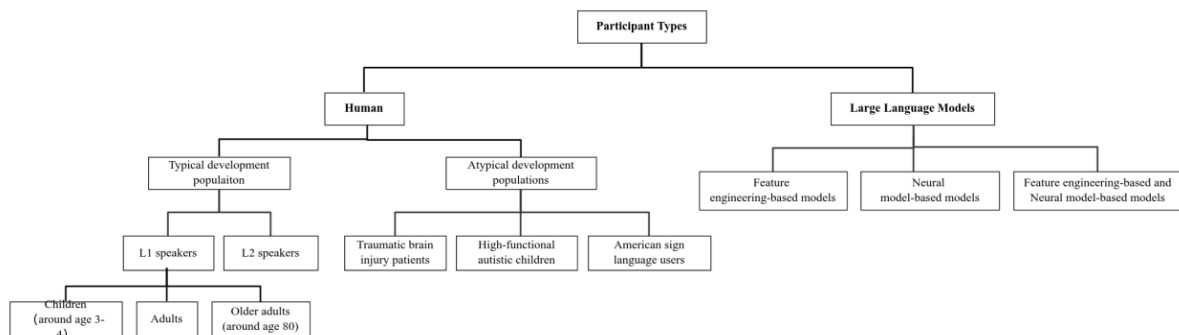 Participant Types
Human
Large Language Models
Typical development
populaiton
Atypical development
populations
Feature
engineering-based models
Neural
model-based models
Feature engineering-based and
Neural model-based models
L1 speakers
L2 speakers
Traumatic brain
injury patients
High-functional
autistic children
American sign
language users
Children
(around age 3-
4)
Adults
Older adults
(around age 80)